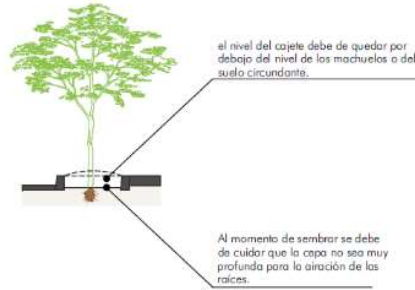 el nivel del cajete debe de quedar por
debajo del nivel de los machuelos o del
suelo circundante.
Al momento de sembrar se debe
de cuidar que la capa no sea muy
profunda para la airación de las
raíces.